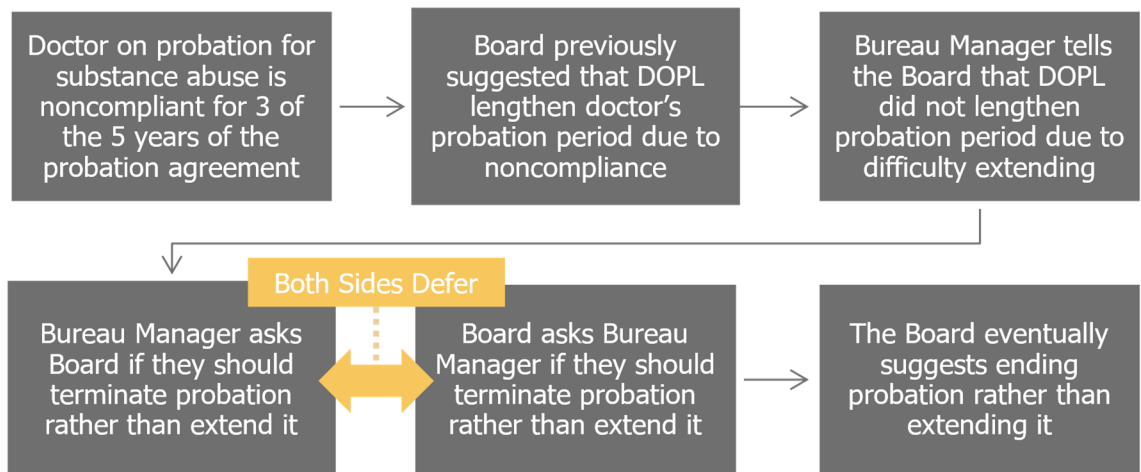 Doctor on probation for
substance abuse is
noncompliant for 3 of
the 5 years of the
probation agreement
Board previously
suggested that DOPL
lengthen doctor's
probation period due to
noncompliance
Bureau Manager tells
the Board that DOPL
did not lengthen
probation period due to
difficulty extending
Both Sides Defer
Bureau Manager asks
Board if they should
terminate probation
rather than extend it
Board asks Bureau
Manager if they should
terminate probation
rather than extend it
The Board eventually
suggests ending
probation rather than
extending it